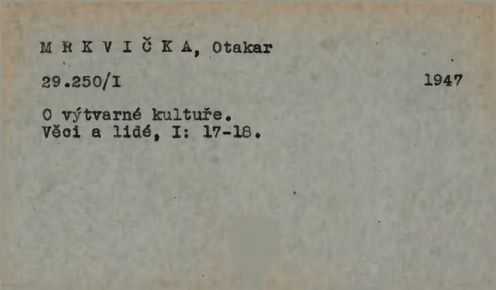 M R K V I Č K A, Otakar
29.250/I 1947
O výtvarné kultuře.
Věci a lidé, I: 17-18.